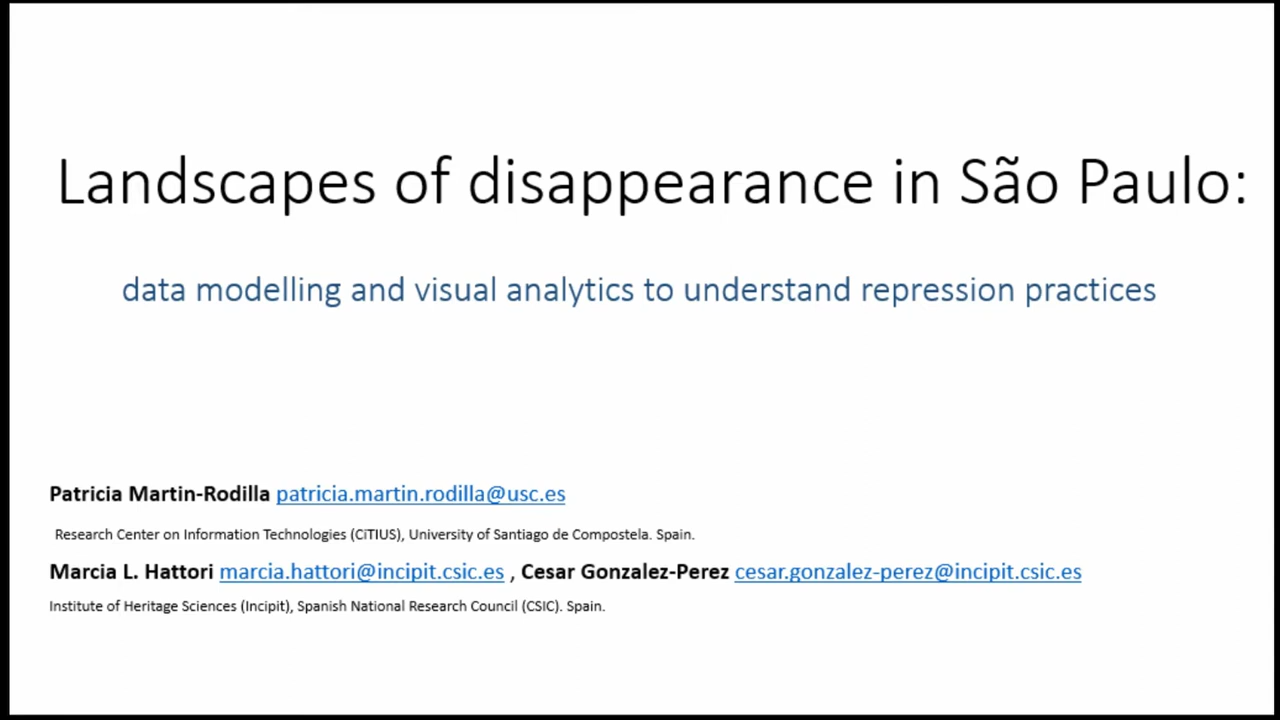 Landscapes of disappearance in São Paulo:
data modelling and visual analytics to understand repression practices
Patricia Martin-Rodilla patricia.martin.rodilla@usc.es
Research Center on Information Technologies (CiTIUS), University of Santiago de Compostela. Spain.
Marcia L. Hattori marcia.hattori@incipit.csic.es , Cesar Gonzalez-Perez cesar.gonzalez-perez@incipit.csic.es
Institute of Heritage Sciences (Incipit), Spanish National Research Council (CSIC). Spain.